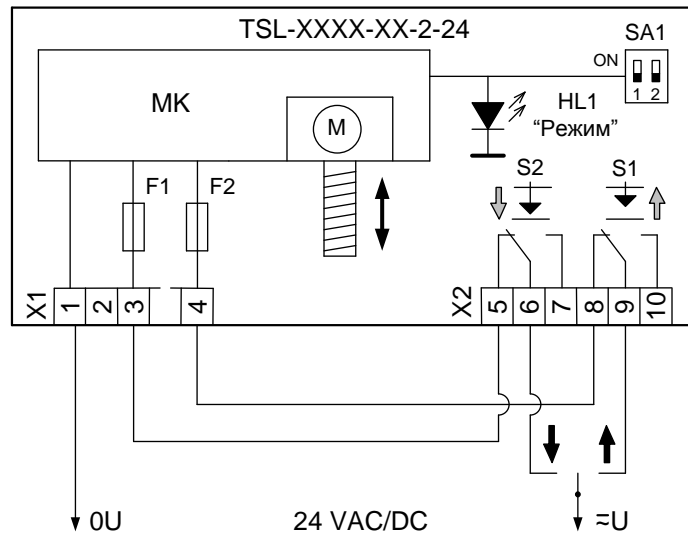 TSL-XXXX-XX-2-24
SA1
ON
1 2
MK
M
HL1
“Режим”
F1
F2
S2
S1
X1
1 2 3 4
X2
5 6 7 8 9 10
0U
24 VAC/DC
≂U